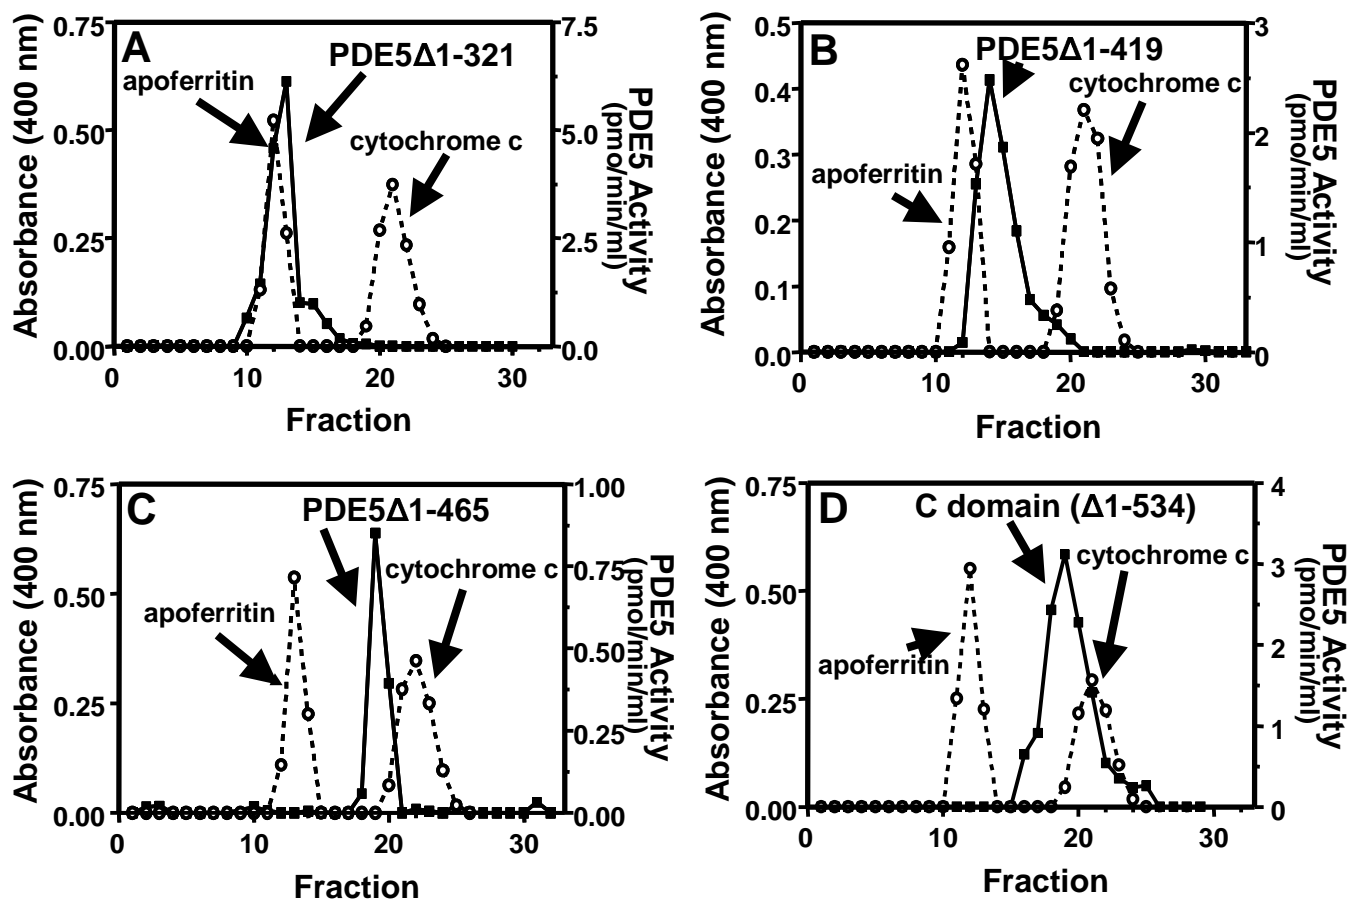 A
PDE5Δ1-321
apoferritin
cytochrome c
0.75
0.50
0.25
0.00
7.5
5.0
2.5
0.0
0 10 20 30
Fraction
Absorbance (400 nm)
PDE5 Activity
(pmo/min/ml)
B
PDE5Δ1-419
cytochrome c
apoferritin
0.5
0.4
0.3
0.2
0.1
0.0
3
2
1
0
0 10 20 30
Fraction
Absorbance (400 nm)
PDE5 Activity
(pmo/min/ml)
C
PDE5Δ1-465
cytochrome c
apoferritin
0.75
0.50
0.25
0.00
1.00
0.75
0.50
0.25
0.00
0 10 20 30
Fraction
Absorbance (400 nm)
PDE5 Activity
(pmol/min/ml)
D
C domain (Δ1-534)
cytochrome c
apoferritin
0.75
0.50
0.25
0.00
4
3
2
1
0
0 10 20 30
Fraction
Absorbance (400 nm)
PDE5 Activity
(pmo/min/ml)